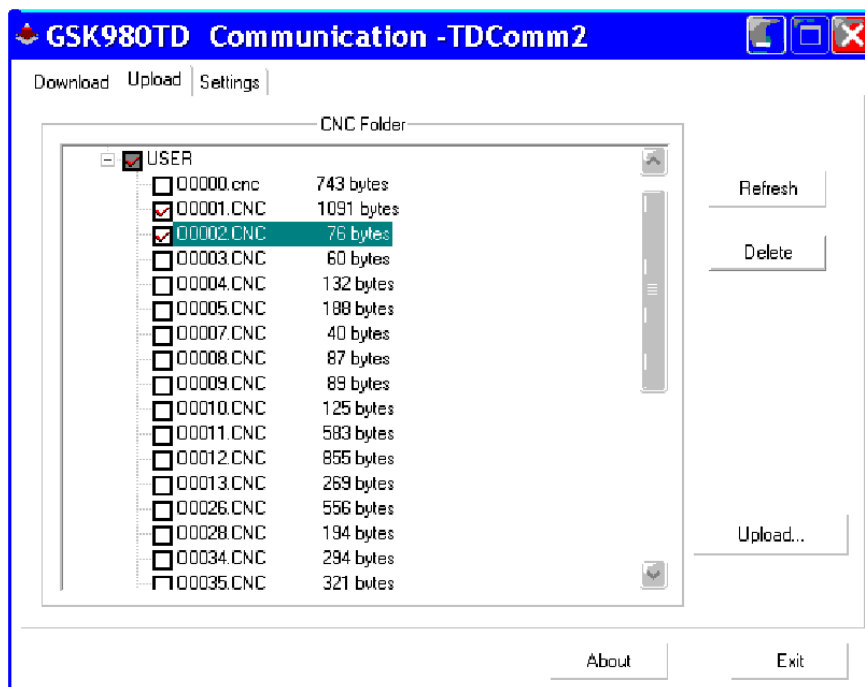 GSK980TD Communication -TDComm2
Download Upload Settings
CNC Folder
USER
O0000.cnc 743 bytes
O0001.CNC 1091 bytes
O0002.CNC 76 bytes
O0003.CNC 60 bytes
O0004.CNC 132 bytes
O0005.CNC 188 bytes
O0007.CNC 40 bytes
O0008.CNC 87 bytes
O0009.CNC 89 bytes
O0010.CNC 125 bytes
O0011.CNC 583 bytes
O0012.CNC 855 bytes
O0013.CNC 269 bytes
O0026.CNC 556 bytes
O0028.CNC 194 bytes
O0034.CNC 294 bytes
O0035.CNC 321 bytes
Refresh
Delete
Upload...
About
Exit